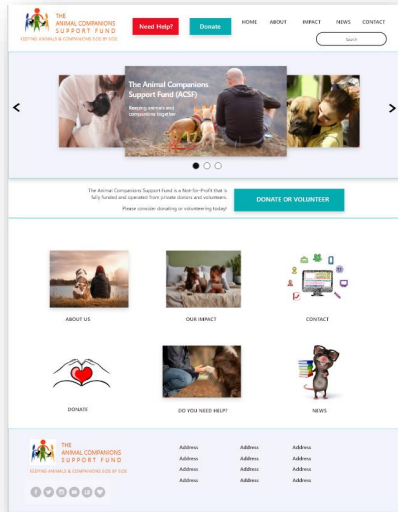 THE
ANIMAL COMPANIONS
SUPPORT FUND
KEEPING ANIMALS & COMPANIONS SIDE BY SIDE
Need Help?
Donate
HOME ABOUT IMPACT NEWS CONTACT
Search
The Animal Companions
Support Fund (ACSF)
Keeping animals and
companions together
The Animal Companions Support Fund is a Not-for-Profit that is
fully funded and operated from private donors and volunteers.
Please consider donating or volunteering today!
DONATE OR VOLUNTEER
ABOUT US
OUR IMPACT
CONTACT
DONATE
DO YOU NEED HELP?
NEWS
THE
ANIMAL COMPANIONS
SUPPORT FUND
KEEPING ANIMALS & COMPANIONS SIDE BY SIDE
Address Address Address
Address Address Address
Address Address Address
Address Address Address